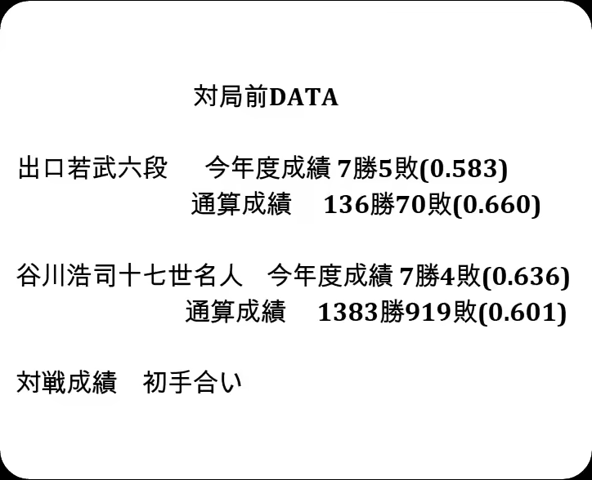 対局前DATA
出口若武六段 今年度成績 7勝5敗(0.583)
通算成績 136勝70敗(0.660)
谷川浩司十七世名人 今年度成績 7勝4敗(0.636)
通算成績 1383勝919敗(0.601)
対戦成績 初手合い